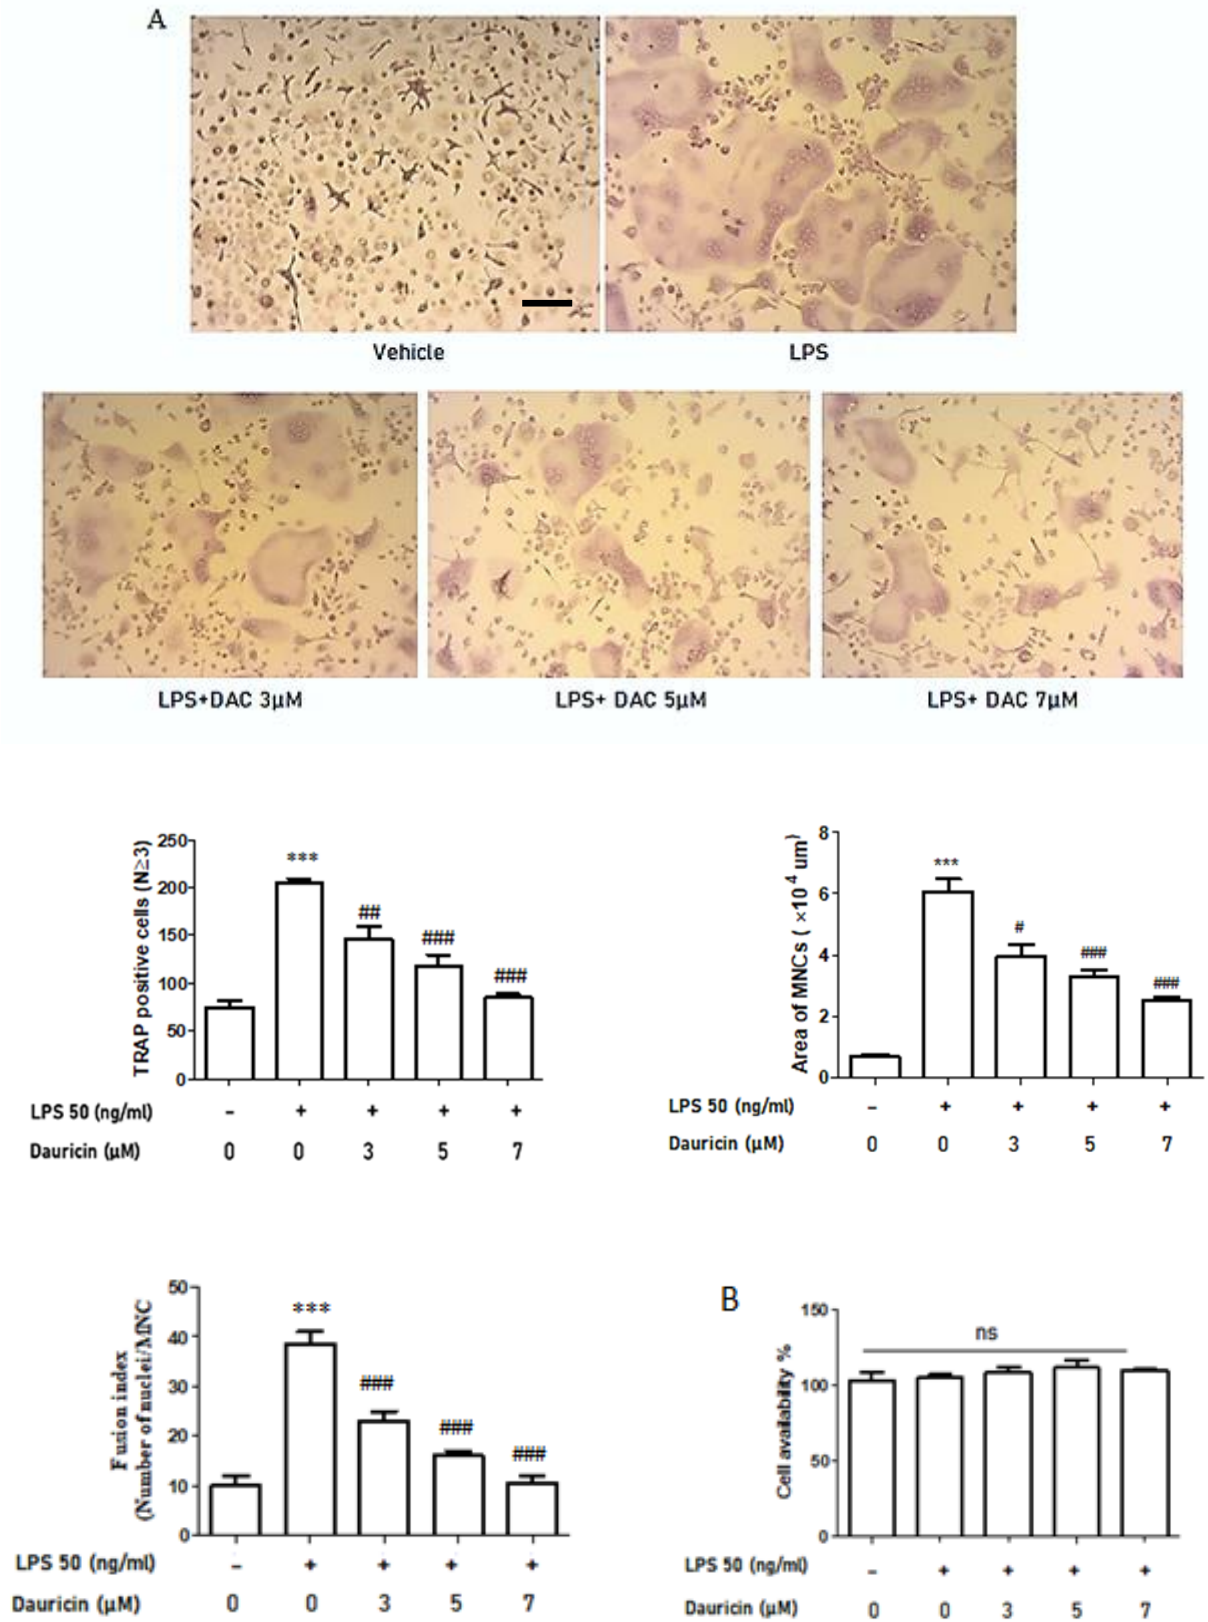 A
Vehicle LPS
LPS+DAC 3μM LPS+ DAC 5μM LPS+ DAC 7μM
TRAP positive cells (N≥3)
250
200
150
100
50
0
***
##
###
###
LPS 50 (ng/ml) - + + + +
Dauricin (μM) 0 0 3 5 7
Area of MNCs ( ×10 4 um)
8
6
4
2
0
***
#
###
###
LPS 50 (ng/ml) - + + + +
Dauricin (μM) 0 0 3 5 7
Fusion index
(Number of nuclei/MNC
50
40
30
20
10
0
***
###
###
###
LPS 50 (ng/ml) - + + + +
Dauricin (μM) 0 0 3 5 7
B
Cell availability %
150
100
50
0
ns
LPS 50 (ng/ml) - + + + +
Dauricin (μM) 0 0 3 5 7